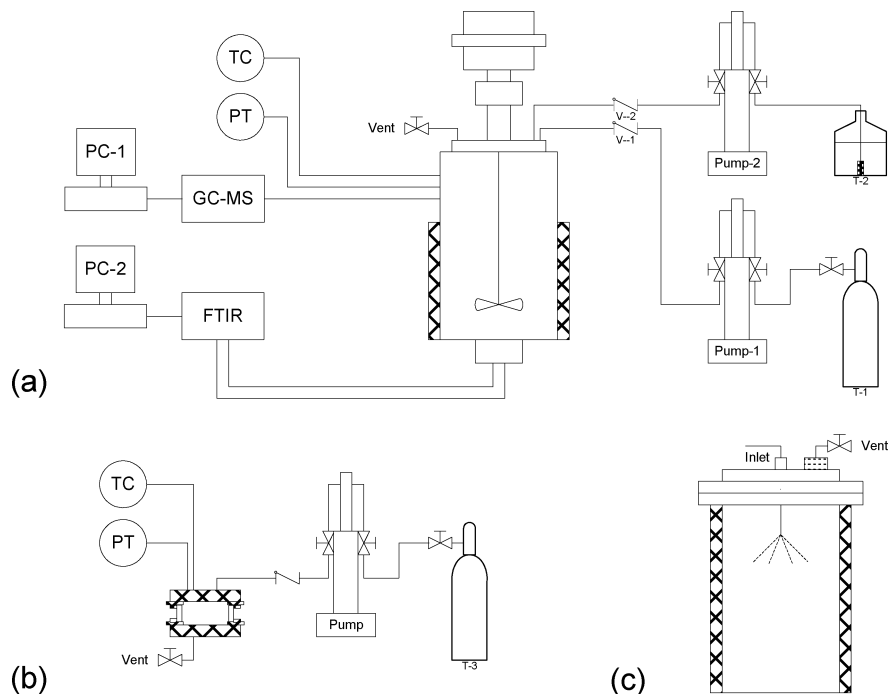 TC
PT
Vent
V--2
V--1
PC-1
GC-MS
Pump-2
T-2
PC-2
FTIR
Pump-1
T-1
(a)
Inlet
Vent
TC
PT
Pump
Vent
T-3
(b)
(c)